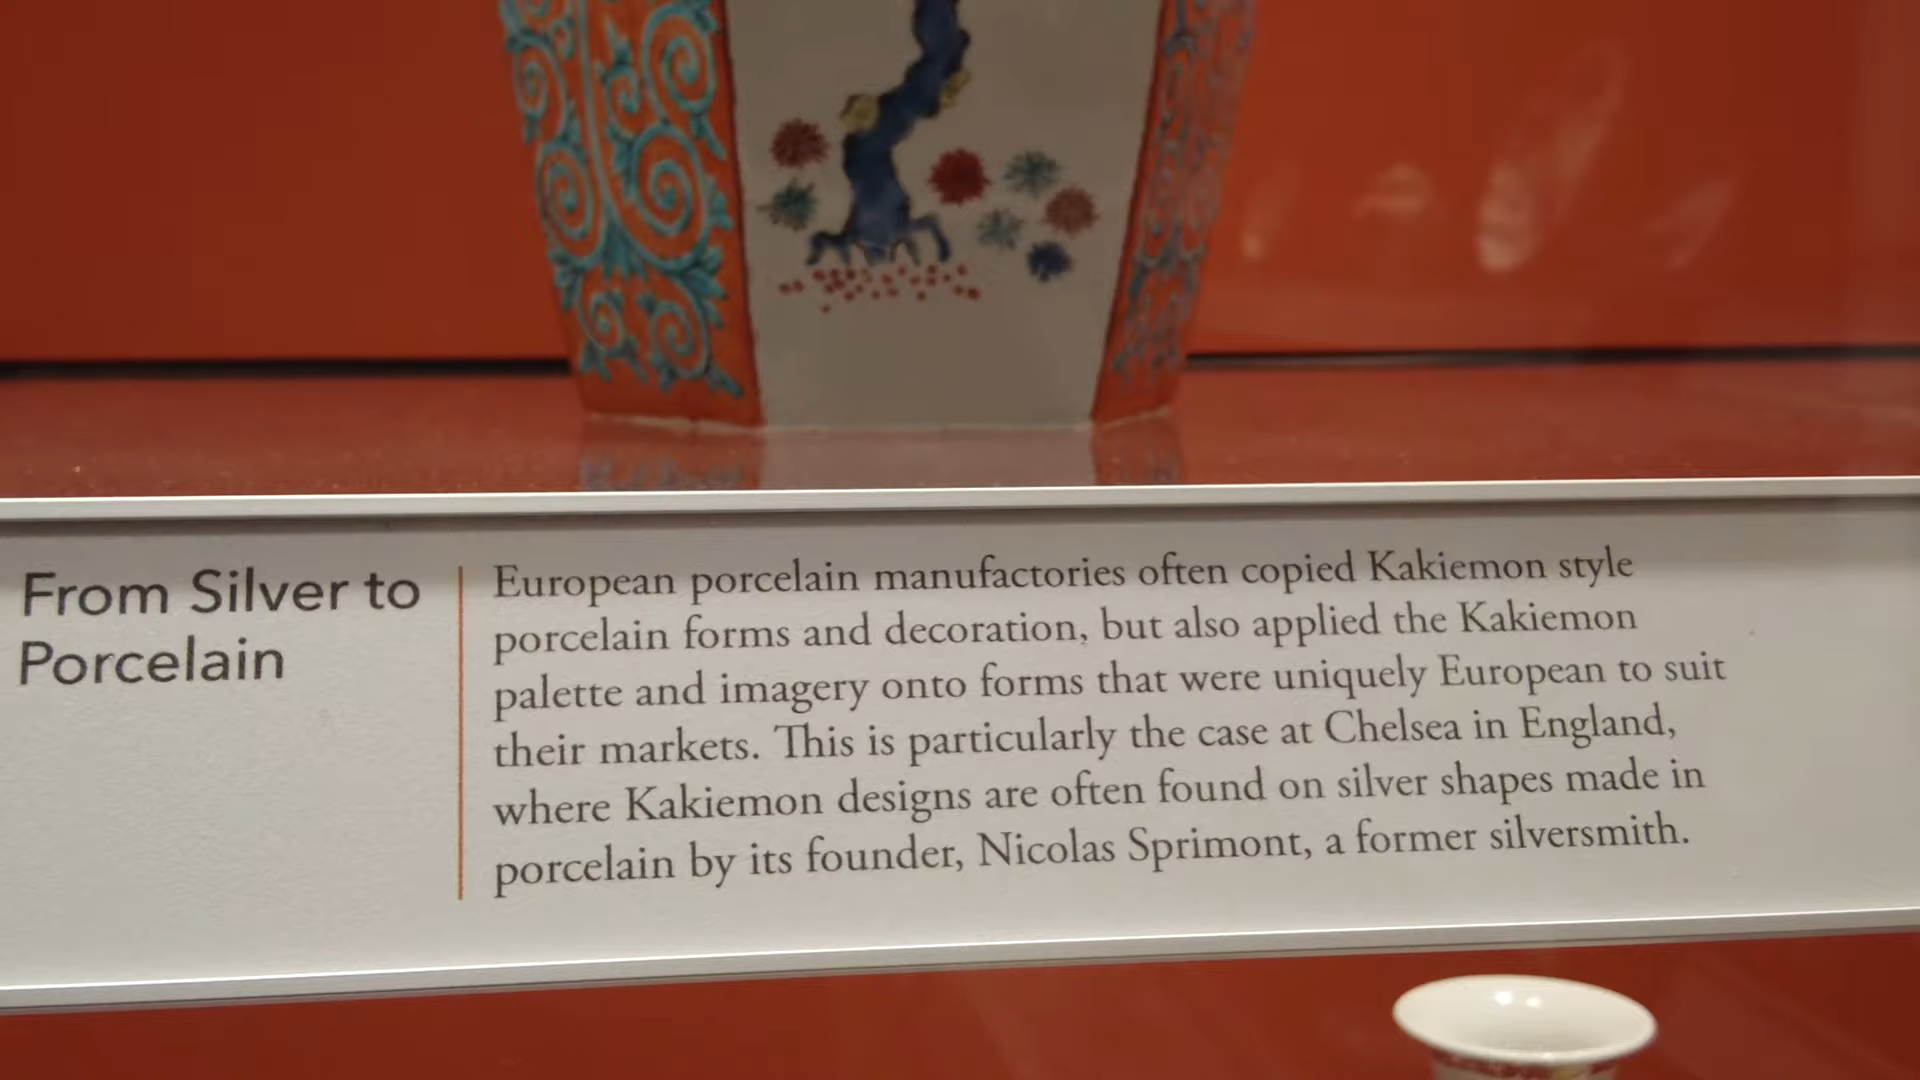 From Silver to
Porcelain
European porcelain manufactories often copied Kakiemon style
porcelain forms and decoration, but also applied the Kakiemon
palette and imagery onto forms that were uniquely European to suit
their markets. This is particularly the case at Chelsea in England,
where Kakiemon designs are often found on silver shapes made in
porcelain by its founder, Nicolas Sprimont, a former silversmith.